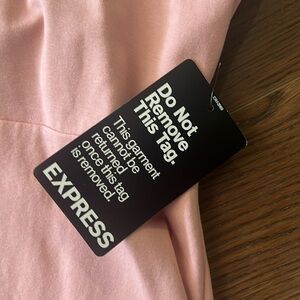 Do Not
Remove
This Tag.
This garment
cannot be
returned
once this tag
is removed.
EXPRESS